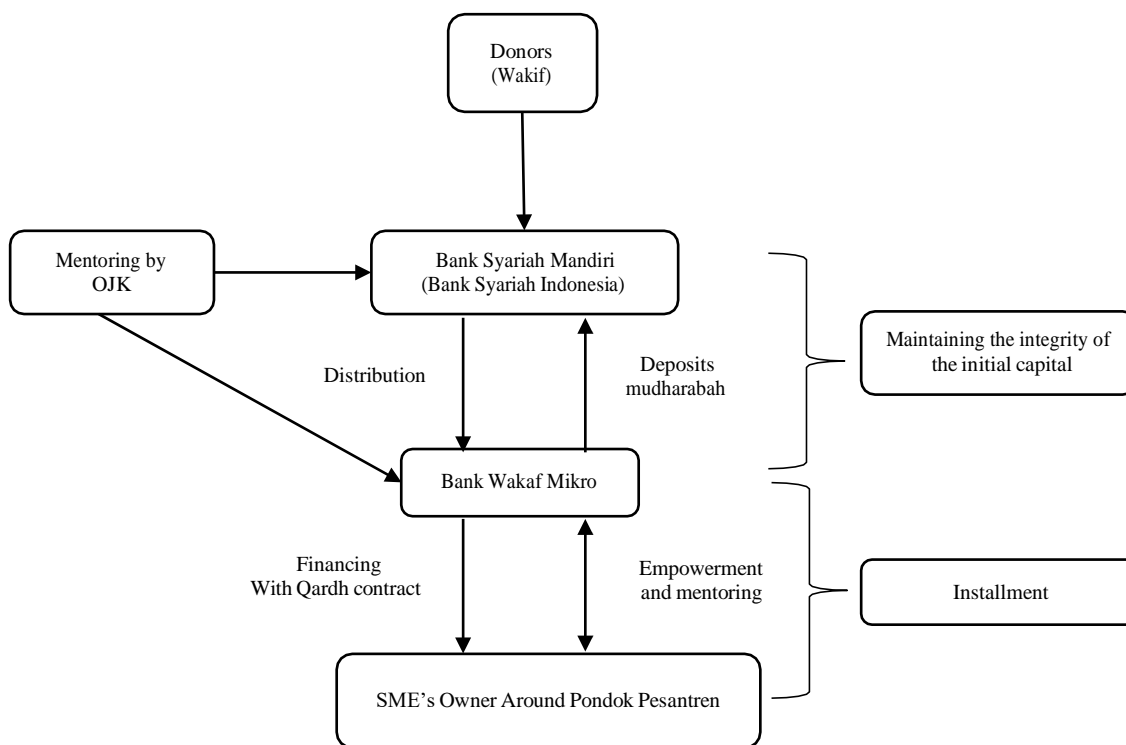 Donors
(Wakif)
Mentoring by
OJK
Bank Syariah Mandiri
(Bank Syariah Indonesia)
Maintaining the integrity of
the initial capital
Distribution
Deposits
mudharabah
Bank Wakaf Mikro
Financing
With Qardh contract
Empowerment
and mentoring
Installment
SME's Owner Around Pondok Pesantren